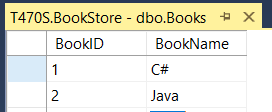 T470S.BookStore - dbo.Books
BookID BookName
1 C#
2 Java